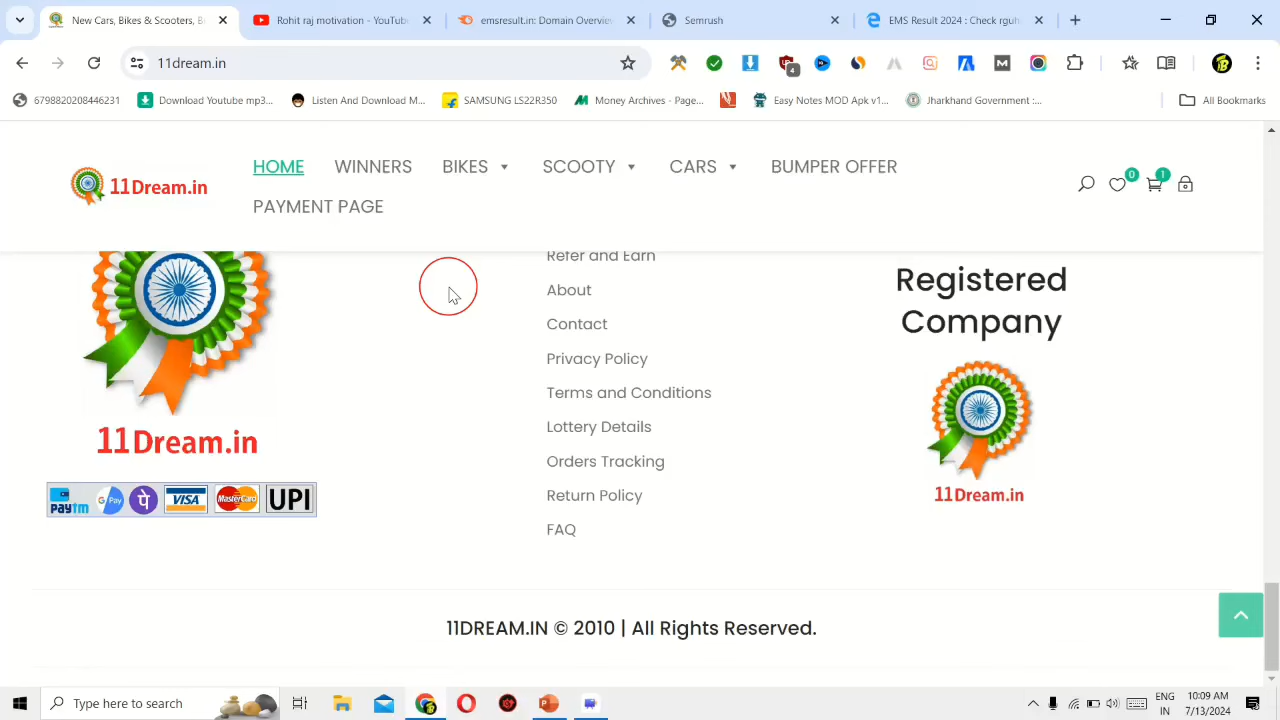 New Cars, Bikes & Scooters, B
Rohit raj motivation - YouTub
emsresult.in: Domain Overview
Semrush
EMS Result 2024 : Check rguh
11dream.in
4
6798820208446231
Download Youtube mp3...
Listen And Download M...
SAMSUNG LS22R350
Money Archives - Page...
Easy Notes MOD Apk v1...
Jharkhand Government :...
All Bookmarks
11Dream.in
HOME
WINNERS
BIKES
SCOOTY
CARS
BUMPER OFFER
PAYMENT PAGE
0
1
11Dream.in
Paytm
G Pay
पे
VISA
MasterCard
UPI
Refer and Earn
About
Contact
Privacy Policy
Terms and Conditions
Lottery Details
Orders Tracking
Return Policy
FAQ
Registered
Company
11Dream.in
11DREAM.IN © 2010 | All Rights Reserved.
Type here to search
ENG
IN
10:09 AM
7/13/2024